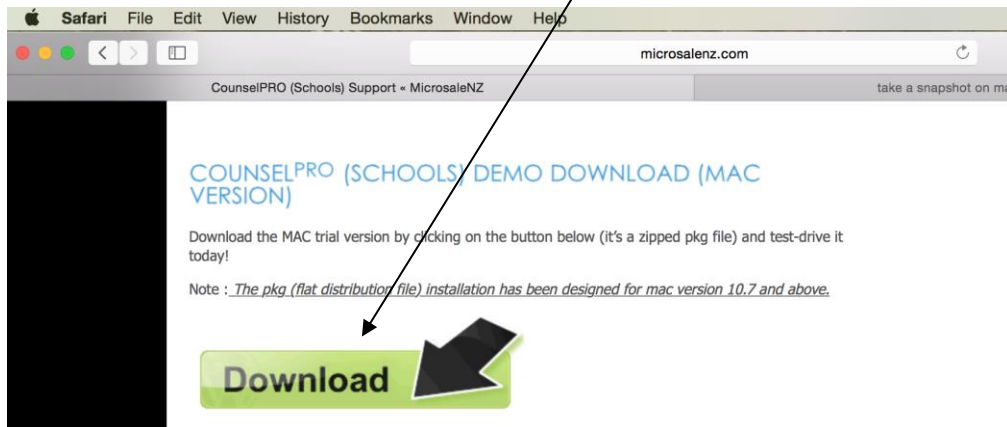 Safari File Edit View History Bookmarks Window Help
microsalenz.com
CounselPRO (Schools) Support « MicrosaleNZ take a snapshot on ma
COUNSELPRO (SCHOOLS) DEMO DOWNLOAD (MAC
VERSION)
Download the MAC trial version by clicking on the button below (it's a zipped pkg file) and test-drive it
today!
Note : The pkg (flat distribution file) installation has been designed for mac version 10.7 and above.
Download